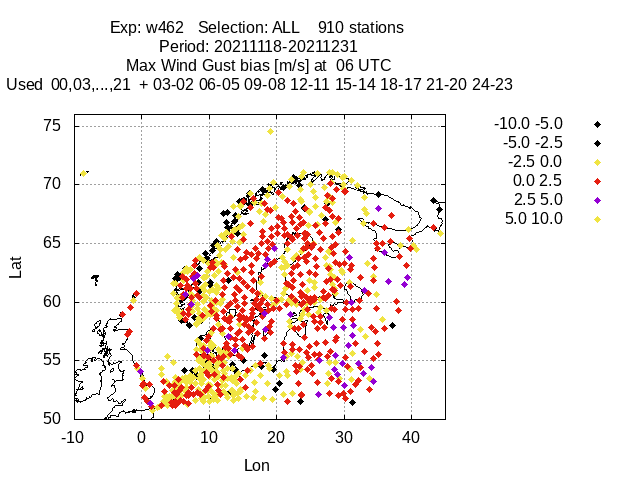 Exp: w462 Selection: ALL 910 stations
Period: 20211118-20211231
Max Wind Gust bias [m/s] at 06 UTC
Used 00,03,...,21 + 03-02 06-05 09-08 12-11 15-14 18-17 21-20 24-23
-10.0 -5.0
-5.0 -2.5
-2.5 0.0
0.0 2.5
2.5 5.0
5.0 10.0
75
70
65
60
55
50
Lat
-10 0 10 20 30 40
Lon